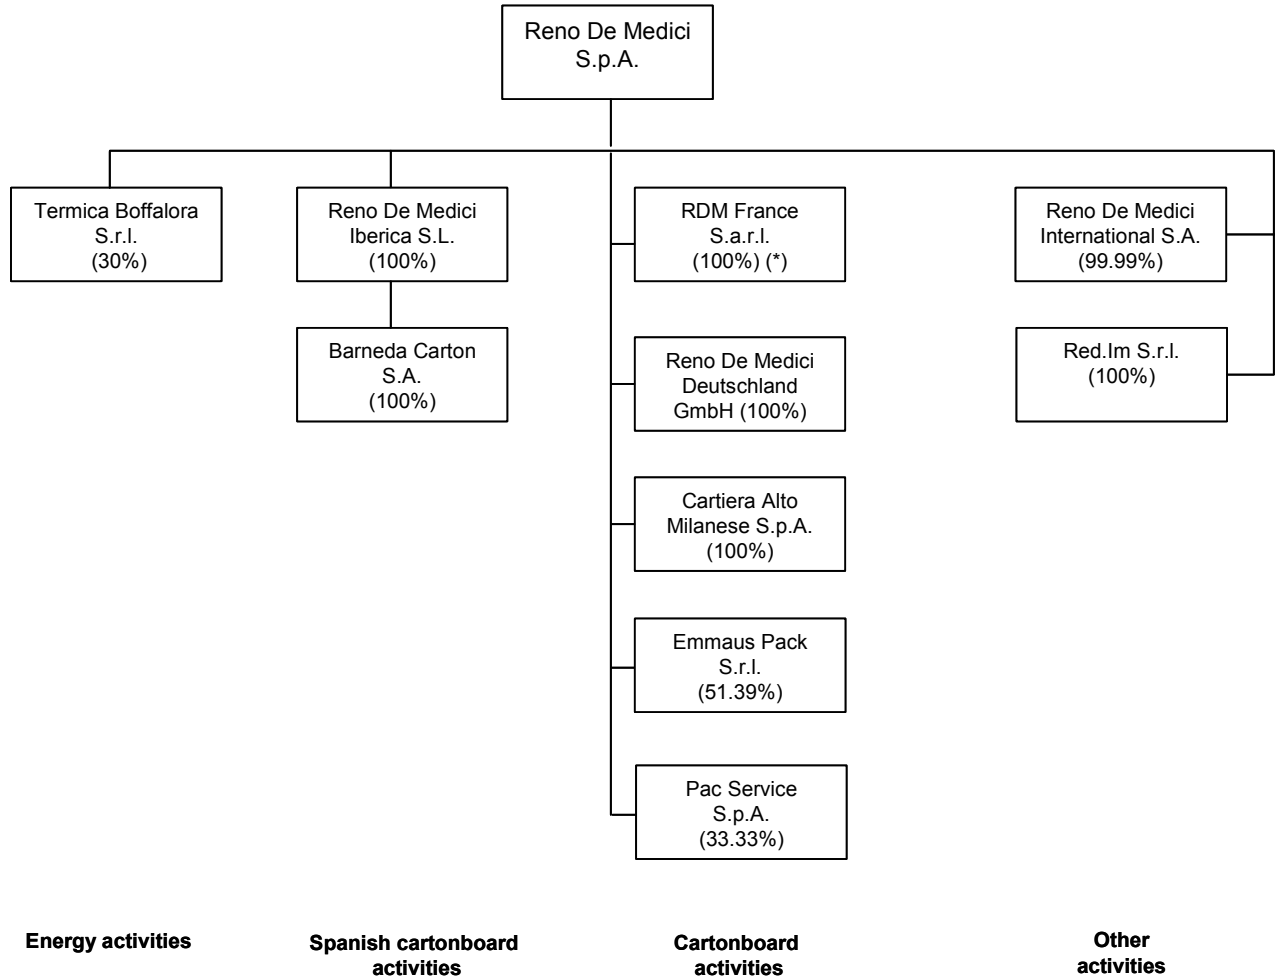 Reno De Medici
S.p.A.
Termica Boffalora
S.r.l.
(30%)
Reno De Medici
Iberica S.L.
(100%)
RDM France
S.a.r.l.
(100%) (*)
Reno De Medici
International S.A.
(99.99%)
Barneda Carton
S.A.
(100%)
Reno De Medici
Deutschland
GmbH (100%)
Red.Im S.r.l.
(100%)
Cartiera Alto
Milanese S.p.A.
(100%)
Emmaus Pack
S.r.l.
(51.39%)
Pac Service
S.p.A.
(33.33%)
Energy activities
Spanish cartonboard
activities
Cartonboard
activities
Other
activities